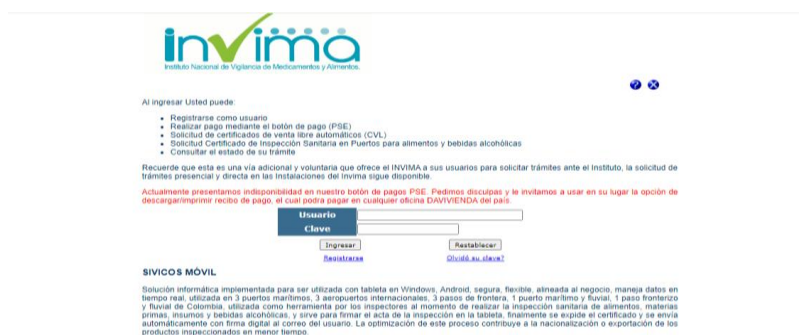 invima
Instituto Nacional de Vigilancia de Medicamentos y Alimentos.
Al ingresar Usted puede:
Registrarse como usuario
Realizar pago mediante el botón de pago (PSE)
Solicitud de certificados de venta libre automáticos (CVL)
Solicitud Certificado de Inspección Sanitaria en Puertos para alimentos y bebidas alcohólicas
Consultar el estado de su trámite
Recuerde que esta es una vía adicional y voluntaria que ofrece el INVIMA a sus usuarios para solicitar trámites ante el Instituto, la solicitud de
trámites presencial y directa en las Instalaciones del Invima sigue disponible.
Actualmente presentamos indisponibilidad en nuestro botón de pagos PSE. Pedimos disculpas y le invitamos a usar en su lugar la opción de
descargar/imprimir recibo de pago, el cual podra pagar en cualquier oficina DAVIVIENDA del país.
Usuario
Clave
Ingresar Restablecer
Registrarse Olvidó su clave?
SIVICOS MÓVIL
Solución informática implementada para ser utilizada con tableta en Windows, Android, segura, flexible, alineada al negocio, maneja datos en
tiempo real, utilizada en 3 puertos marítimos, 3 aeropuertos internacionales, 3 pasos de frontera, 1 puerto marítimo y fluvial, 1 paso fronterizo
y fluvial de Colombia, utilizada como herramienta por los inspectores al momento de realizar la inspección sanitaria de alimentos, materias
primas, insumos y bebidas alcohólicas, y sirve para firmar el acta de la inspección en la tableta, finalmente se expide el certificado y se envía
automáticamente con firma digital al correo del usuario. La optimización de este proceso contribuye a la nacionalización o exportación de los
productos inspeccionados en menor tiempo.